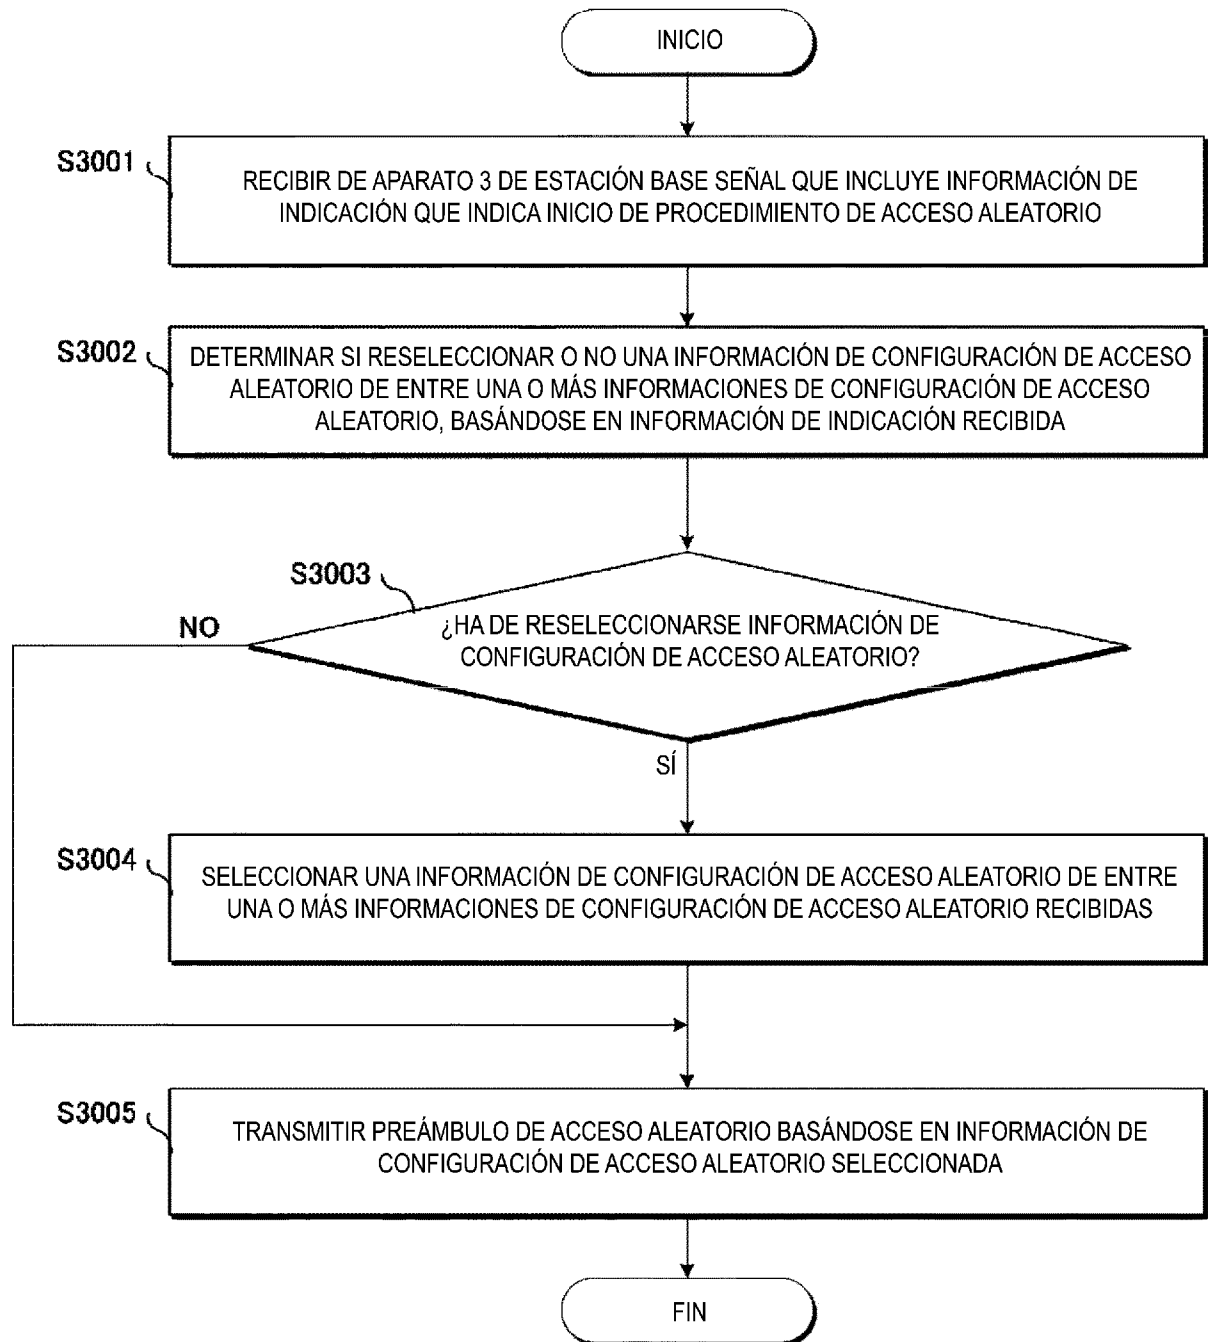 INICIO
S3001
RECIBIR DE APARATO 3 DE ESTACIÓN BASE SEÑAL QUE INCLUYE INFORMACIÓN DE
INDICACIÓN QUE INDICA INICIO DE PROCEDIMIENTO DE ACCESO ALEATORIO
S3002
DETERMINAR SI RESELECCIONAR O NO UNA INFORMACIÓN DE CONFIGURACIÓN DE ACCESO
ALEATORIO DE ENTRE UNA O MÁS INFORMACIONES DE CONFIGURACIÓN DE ACCESO
ALEATORIO, BASÁNDOSE EN INFORMACIÓN DE INDICACIÓN RECIBIDA
S3003
NO
¿HA DE RESELECCIONARSE INFORMACIÓN DE
CONFIGURACIÓN DE ACCESO ALEATORIO?
SÍ
S3004
SELECCIONAR UNA INFORMACIÓN DE CONFIGURACIÓN DE ACCESO ALEATORIO DE ENTRE
UNA O MÁS INFORMACIONES DE CONFIGURACIÓN DE ACCESO ALEATORIO RECIBIDAS
S3005
TRANSMITIR PREÁMBULO DE ACCESO ALEATORIO BASÁNDOSE EN INFORMACIÓN DE
CONFIGURACIÓN DE ACCESO ALEATORIO SELECCIONADA
FIN